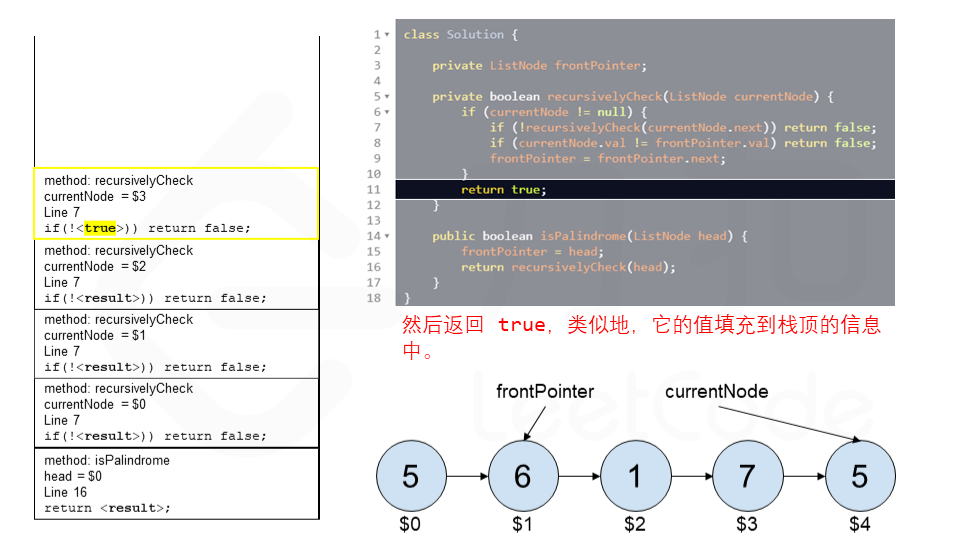 method: recursivelyCheck
currentNode = $3
Line 7
if(!<true>)) return false;
method: recursivelyCheck
currentNode = $2
Line 7
if(!<result>)) return false;
method: recursivelyCheck
currentNode = $1
Line 7
if(!<result>)) return false;
method: recursivelyCheck
currentNode = $0
Line 7
if(!<result>)) return false;
method: isPalindrome
head = $0
Line 16
return <result>;
1 class Solution {
2
3 private ListNode frontPointer;
4
5 private boolean recursivelyCheck(ListNode currentNode) {
6 if (currentNode != null) {
7 if (!recursivelyCheck(currentNode.next)) return false;
8 if (currentNode.val != frontPointer.val) return false;
9 frontPointer = frontPointer.next;
10 }
11 return true;
12 }
13
14 public boolean isPalindrome(ListNode head) {
15 frontPointer = head;
16 return recursivelyCheck(head);
17 }
18 }
然后返回 true，类似地，它的值填充到栈顶的信息
中。
frontPointer currentNode
5 6 1 7 5
$0 $1 $2 $3 $4
LeetCode